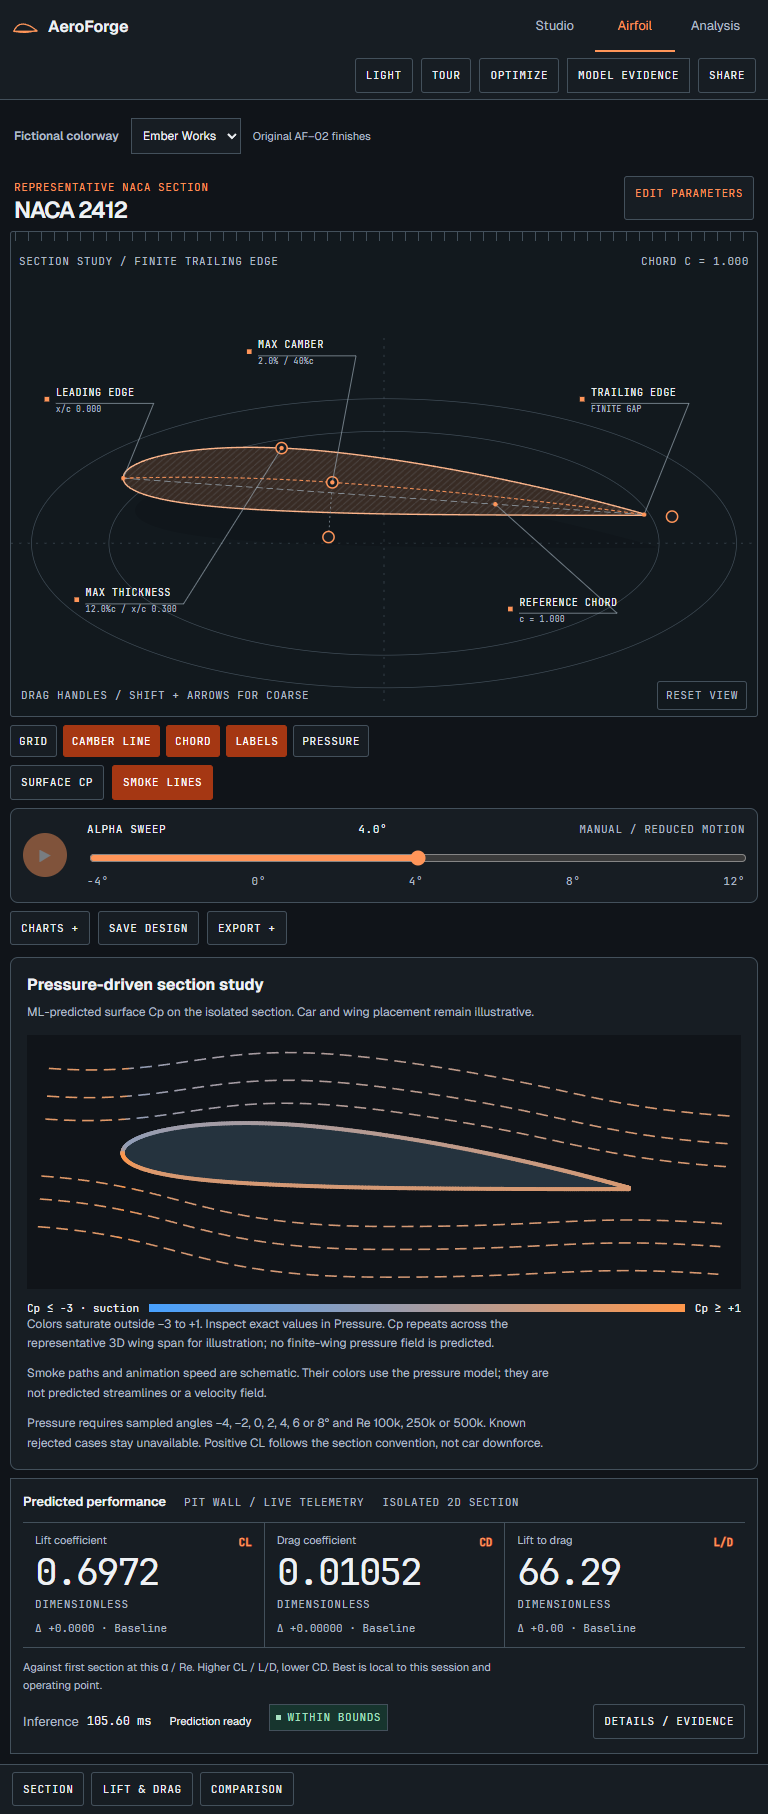 AeroForge
Studio
Airfoil
Analysis
LIGHT
TOUR
OPTIMIZE
MODEL EVIDENCE
SHARE
Fictional colorway
Ember Works
Original AF–02 finishes
REPRESENTATIVE NACA SECTION
NACA 2412
EDIT PARAMETERS
SECTION STUDY / FINITE TRAILING EDGE
CHORD C = 1.000
MAX CAMBER
2.0% / 40%c
LEADING EDGE
x/c 0.000
TRAILING EDGE
FINITE GAP
MAX THICKNESS
12.0%c / x/c 0.300
REFERENCE CHORD
c = 1.000
DRAG HANDLES / SHIFT + ARROWS FOR COARSE
RESET VIEW
GRID
CAMBER LINE
CHORD
LABELS
PRESSURE
SURFACE CP
SMOKE LINES
ALPHA SWEEP
4.0°
MANUAL / REDUCED MOTION
-4°
0°
4°
8°
12°
CHARTS +
SAVE DESIGN
EXPORT +
Pressure-driven section study
ML-predicted surface Cp on the isolated section. Car and wing placement remain illustrative.
Cp ≤ -3 · suction
Cp ≥ +1
Colors saturate outside −3 to +1. Inspect exact values in Pressure. Cp repeats across the
representative 3D wing span for illustration; no finite-wing pressure field is predicted.
Smoke paths and animation speed are schematic. Their colors use the pressure model; they are
not predicted streamlines or a velocity field.
Pressure requires sampled angles −4, −2, 0, 2, 4, 6 or 8° and Re 100k, 250k or 500k. Known
rejected cases stay unavailable. Positive CL follows the section convention, not car downforce.
Predicted performance
PIT WALL / LIVE TELEMETRY
ISOLATED 2D SECTION
Lift coefficient
CL
0.6972
DIMENSIONLESS
Δ +0.0000 · Baseline
Drag coefficient
CD
0.01052
DIMENSIONLESS
Δ +0.00000 · Baseline
Lift to drag
L/D
66.29
DIMENSIONLESS
Δ +0.00 · Baseline
Against first section at this α / Re. Higher CL / L/D, lower CD. Best is local to this session and
operating point.
Inference 105.60 ms
Prediction ready
WITHIN BOUNDS
DETAILS / EVIDENCE
SECTION
LIFT & DRAG
COMPARISON